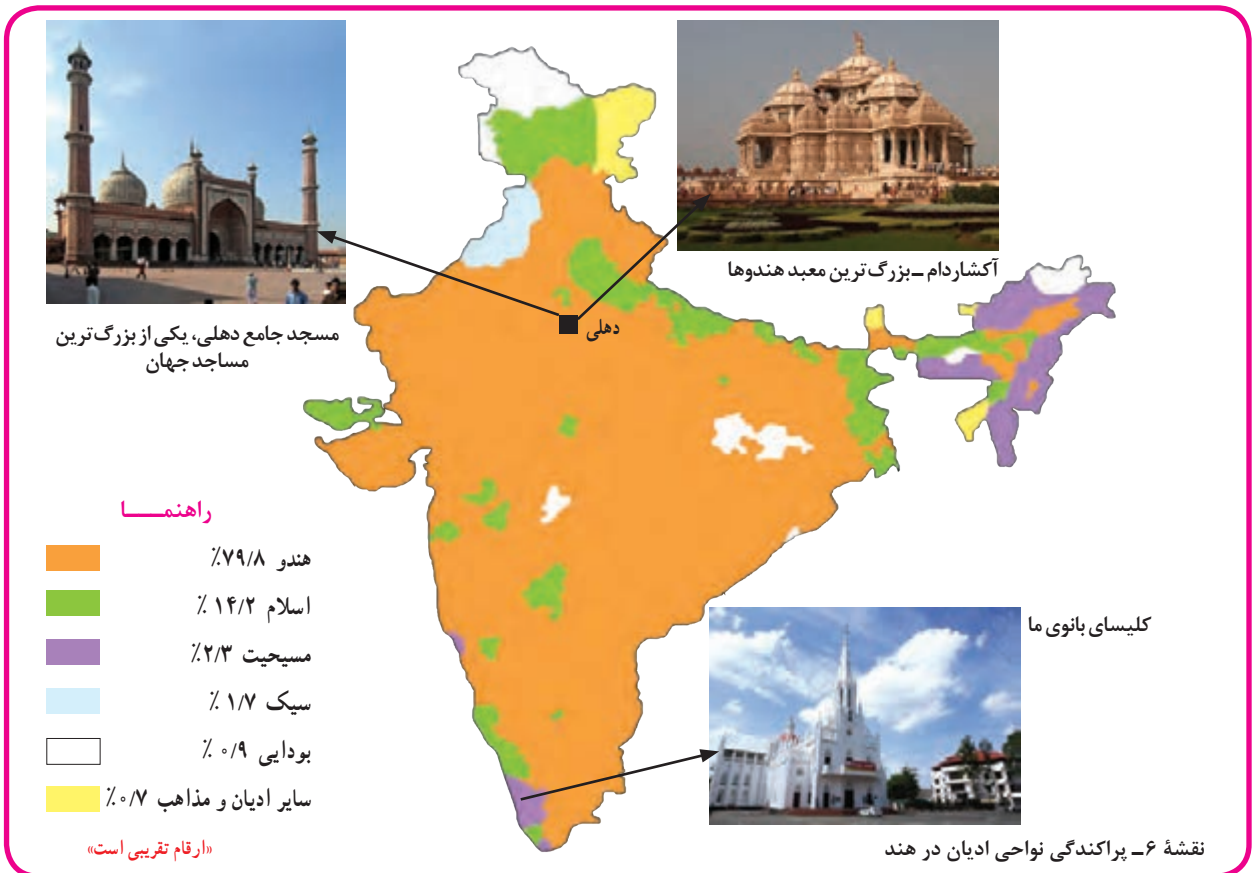 آکشاردام ـ بزرگ‌ترین معبد هندوها
مسجد جامع دهلی، یکی از بزرگ‌ترین
مساجد جهان
دهلی
راهنمـــــا
هندو ۷۹/۸٪
اسلام ۱۴/۲ ٪
مسیحیت ۲/۳٪
سیک ۱/۷ ٪
بودایی ۰/۹ ٪
سایر ادیان و مذاهب ۰/۷٪
«ارقام تقریبی است»
کلیسای بانوی ما
نقشهٔ ۶ـ پراکندگی نواحی ادیان در هند